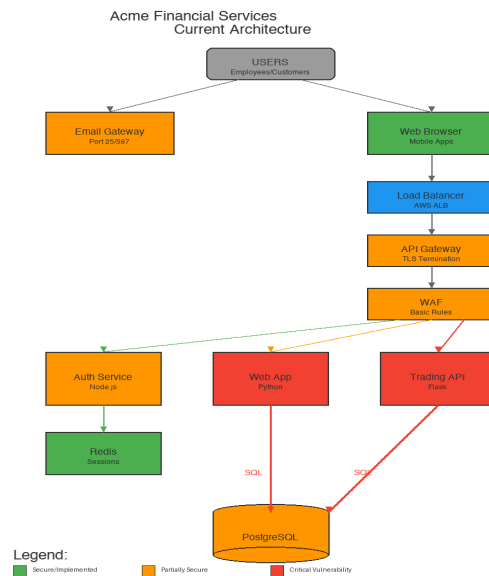 Acme Financial Services
Current Architecture
USERS
Employees/Customers
Email Gateway
Port 25/587
Web Browser
Mobile Apps
Load Balancer
AWS ALB
API Gateway
TLS Termination
WAF
Basic Rules
Auth Service
Node.js
Web App
Python
Trading API
Flask
Redis
Sessions
SQL
SQL
PostgreSQL
Legend:
Secure/Implemented
Partially Secure
Critical Vulnerability